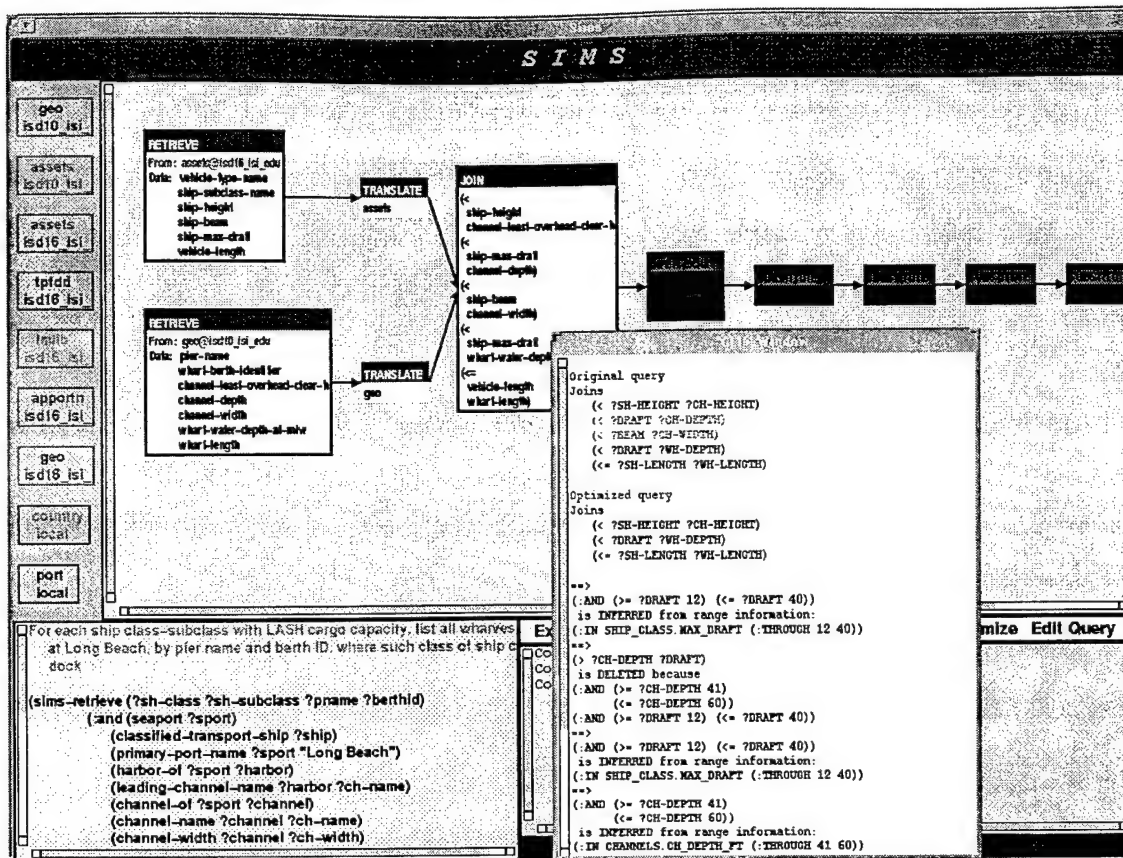 SIMS
geo
isd10_isi_
assets
isd10_isi_
assets
isd16_isi_
tpfdd
isd16_isi_
isd16_isi_
apportn
isd16_isi_
geo
isd16_isi_
country
local
port
local
RETRIEVE
From: assets@isd16_isi_edu
Data: vehicle-type-name
ship-subclass-name
ship-height
ship-beam
ship-max-draft
vehicle-length
TRANSLATE
assets
RETRIEVE
From: geo@isd10_isi_edu
Data: pier-name
wharf-berth-identifier
channel-least-overhead-clear-h
channel-depth
channel-width
wharf-water-depth-at-mlw
wharf-length
TRANSLATE
geo
JOIN
(<
ship-height
channel-least-overhead-clear-h
(<
ship-max-draft
channel-depth)
(<
ship-beam
channel-width)
(<
ship-max-draft
wharf-water-depth
(<=
vehicle-length
wharf-length)
Original query
Joins
(< ?SH-HEIGHT ?CH-HEIGHT)
(< ?DRAFT ?CH-DEPTH)
(< ?BEAM ?CH-WIDTH)
(< ?DRAFT ?WH-DEPTH)
(<= ?SH-LENGTH ?WH-LENGTH)
Optimized query
Joins
(< ?SH-HEIGHT ?CH-HEIGHT)
(< ?DRAFT ?WH-DEPTH)
(<= ?SH-LENGTH ?WH-LENGTH)
==>
(:AND (>= ?DRAFT 12) (<= ?DRAFT 40))
is INFERRED from range information:
(:IN SHIP_CLASS.MAX_DRAFT (:THROUGH 12 40))
==>
(> ?CH-DEPTH ?DRAFT)
is DELETED because
(:AND (>= ?CH-DEPTH 41)
(<= ?CH-DEPTH 60))
(:AND (>= ?DRAFT 12) (<= ?DRAFT 40))
==>
(:AND (>= ?DRAFT 12) (<= ?DRAFT 40))
is INFERRED from range information:
(:IN SHIP_CLASS.MAX_DRAFT (:THROUGH 12 40))
==>
(:AND (>= ?CH-DEPTH 41)
(<= ?CH-DEPTH 60))
is INFERRED from range information:
(:IN CHANNELS.CH_DEPTH_FT (:THROUGH 41 60))
For each ship class-subclass with LASH cargo capacity, list all wharves
at Long Beach, by pier name and berth ID, where such class of ship c
dock
(sims-retrieve (?sh-class ?sh-subclass ?pname ?berthid)
(:and (seaport ?sport)
(classified-transport-ship ?ship)
(primary-port-name ?sport "Long Beach")
(harbor-of ?sport ?harbor)
(leading-channel-name ?harbor ?ch-name)
(channel-of ?sport ?channel)
(channel-name ?channel ?ch-name)
(channel-width ?channel ?ch-width)
Ex
mize Edit Query
Co
Co
Co